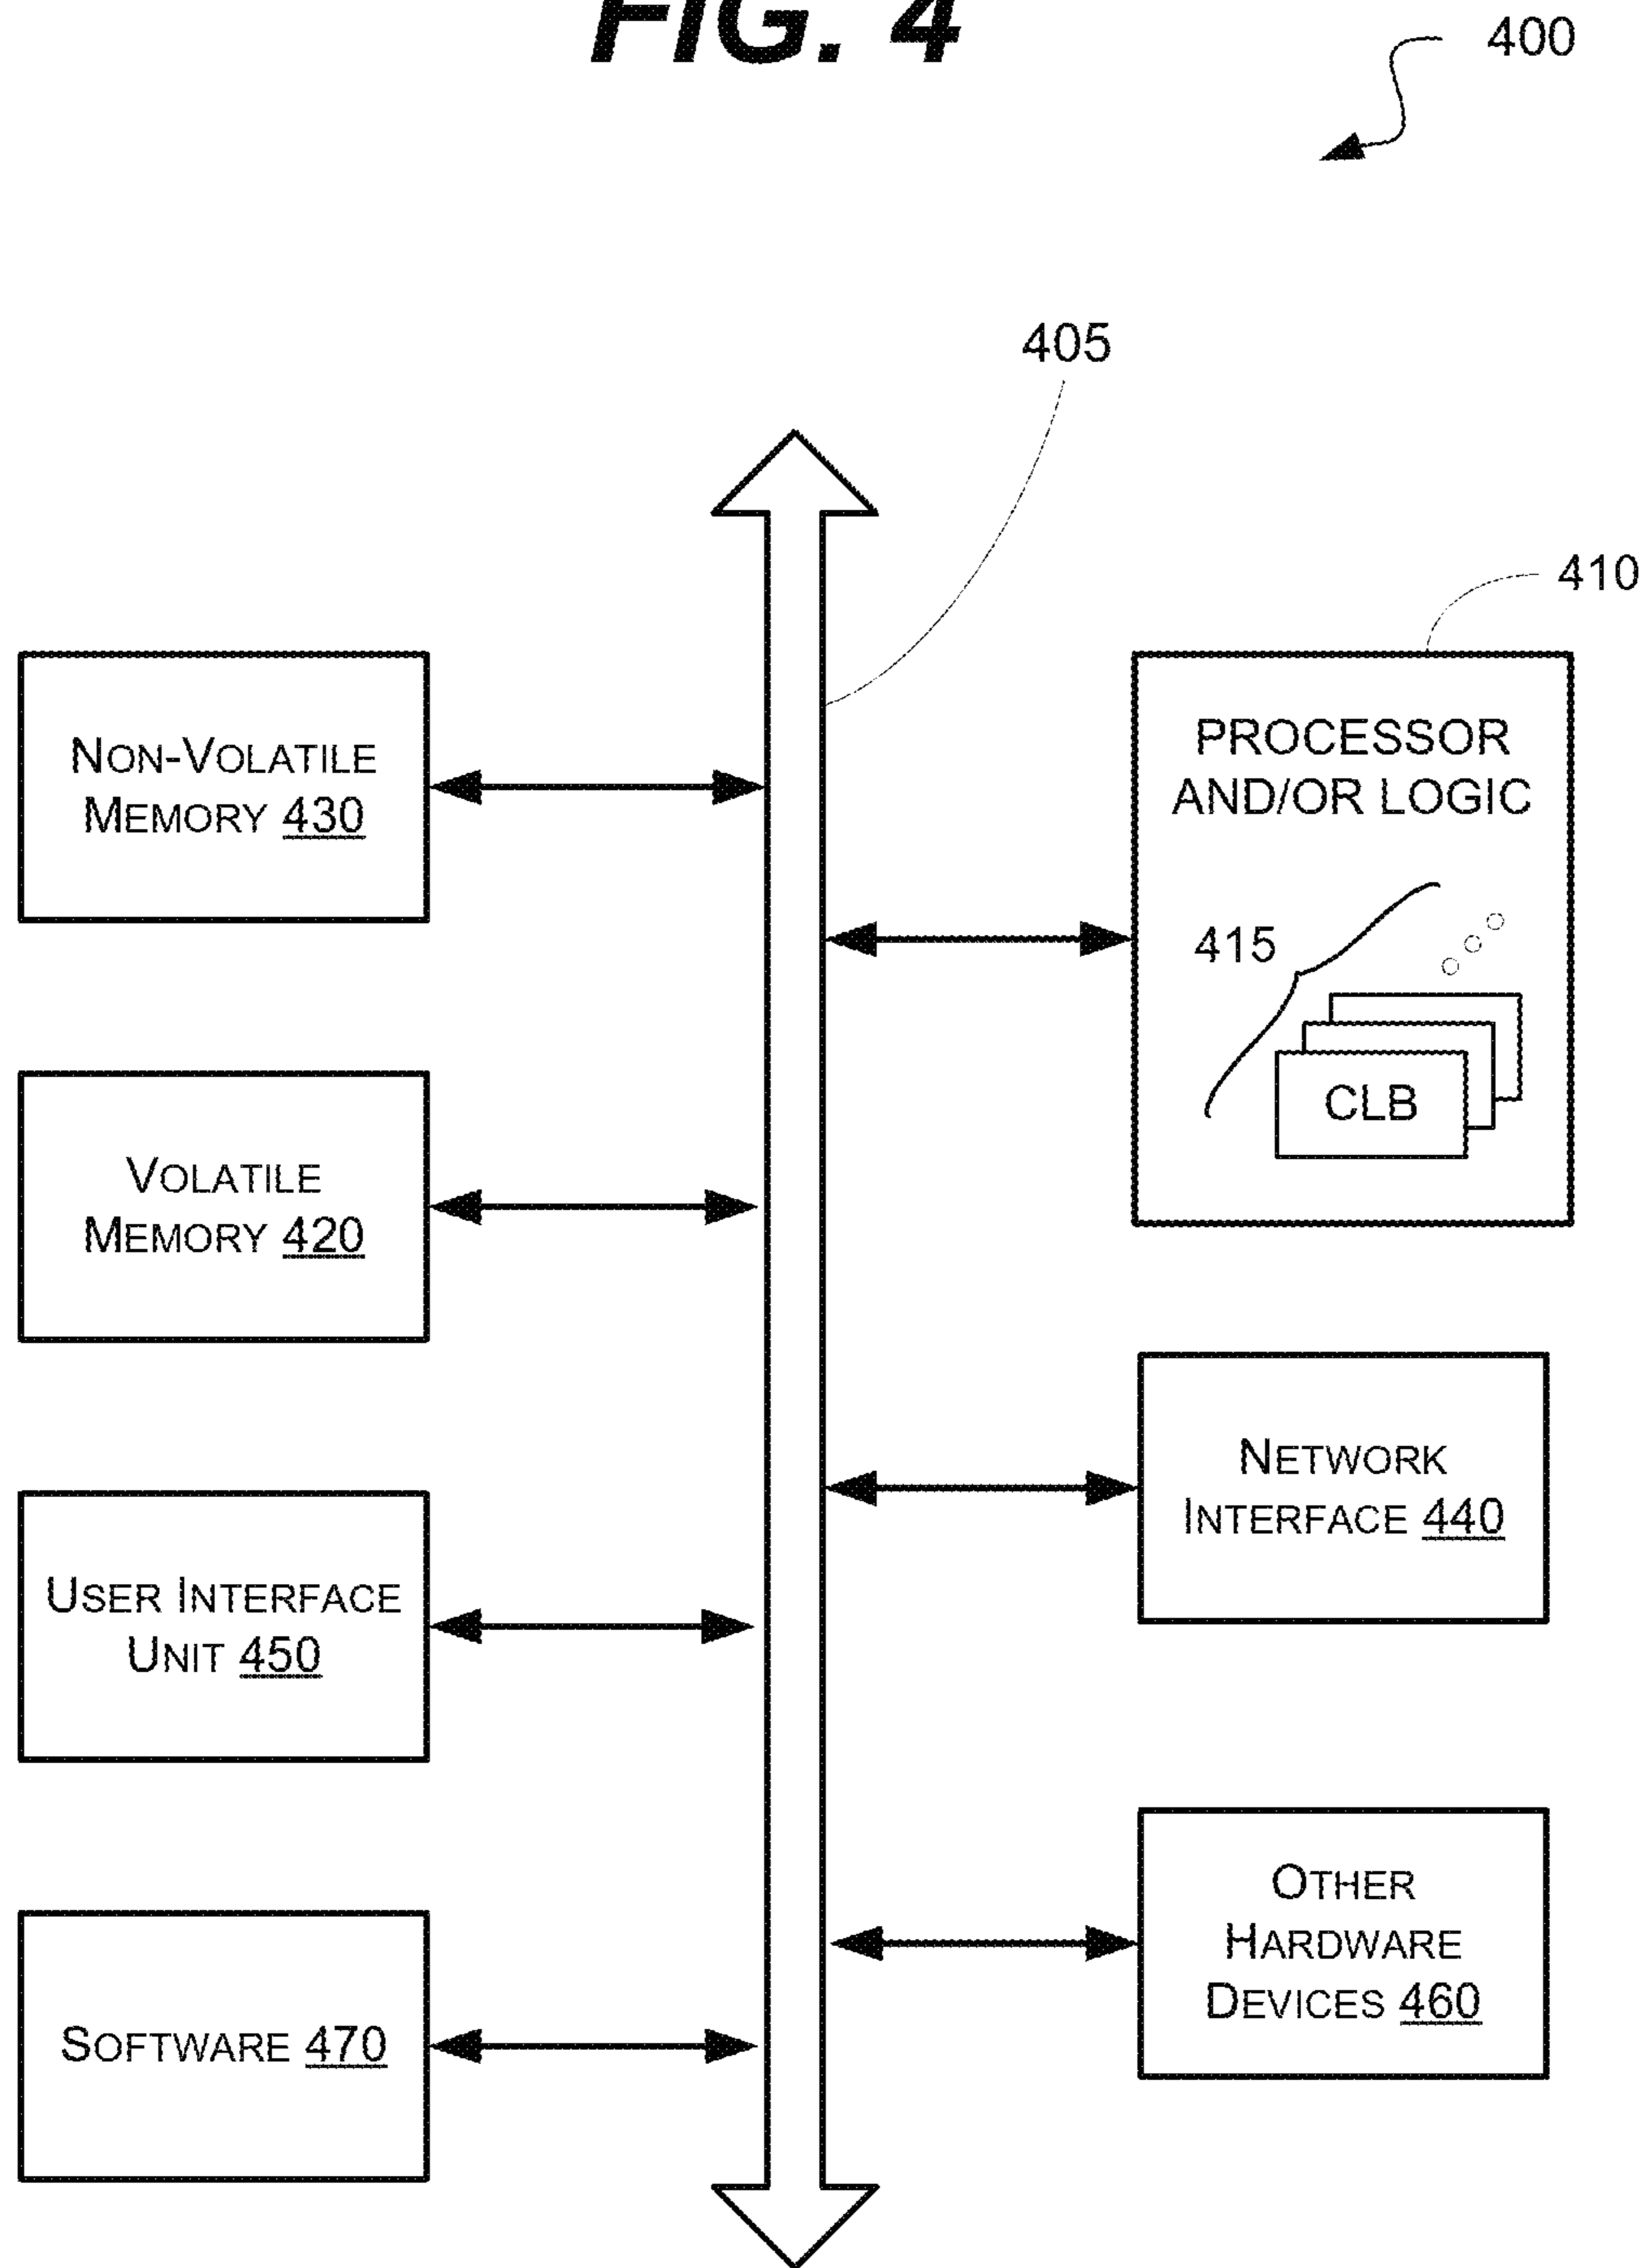 FIG. 4
400
405
410
NON-VOLATILE
MEMORY 430
PROCESSOR
AND/OR LOGIC
415
CLB
VOLATILE
MEMORY 420
NETWORK
INTERFACE 440
USER INTERFACE
UNIT 450
OTHER
HARDWARE
DEVICES 460
SOFTWARE 470